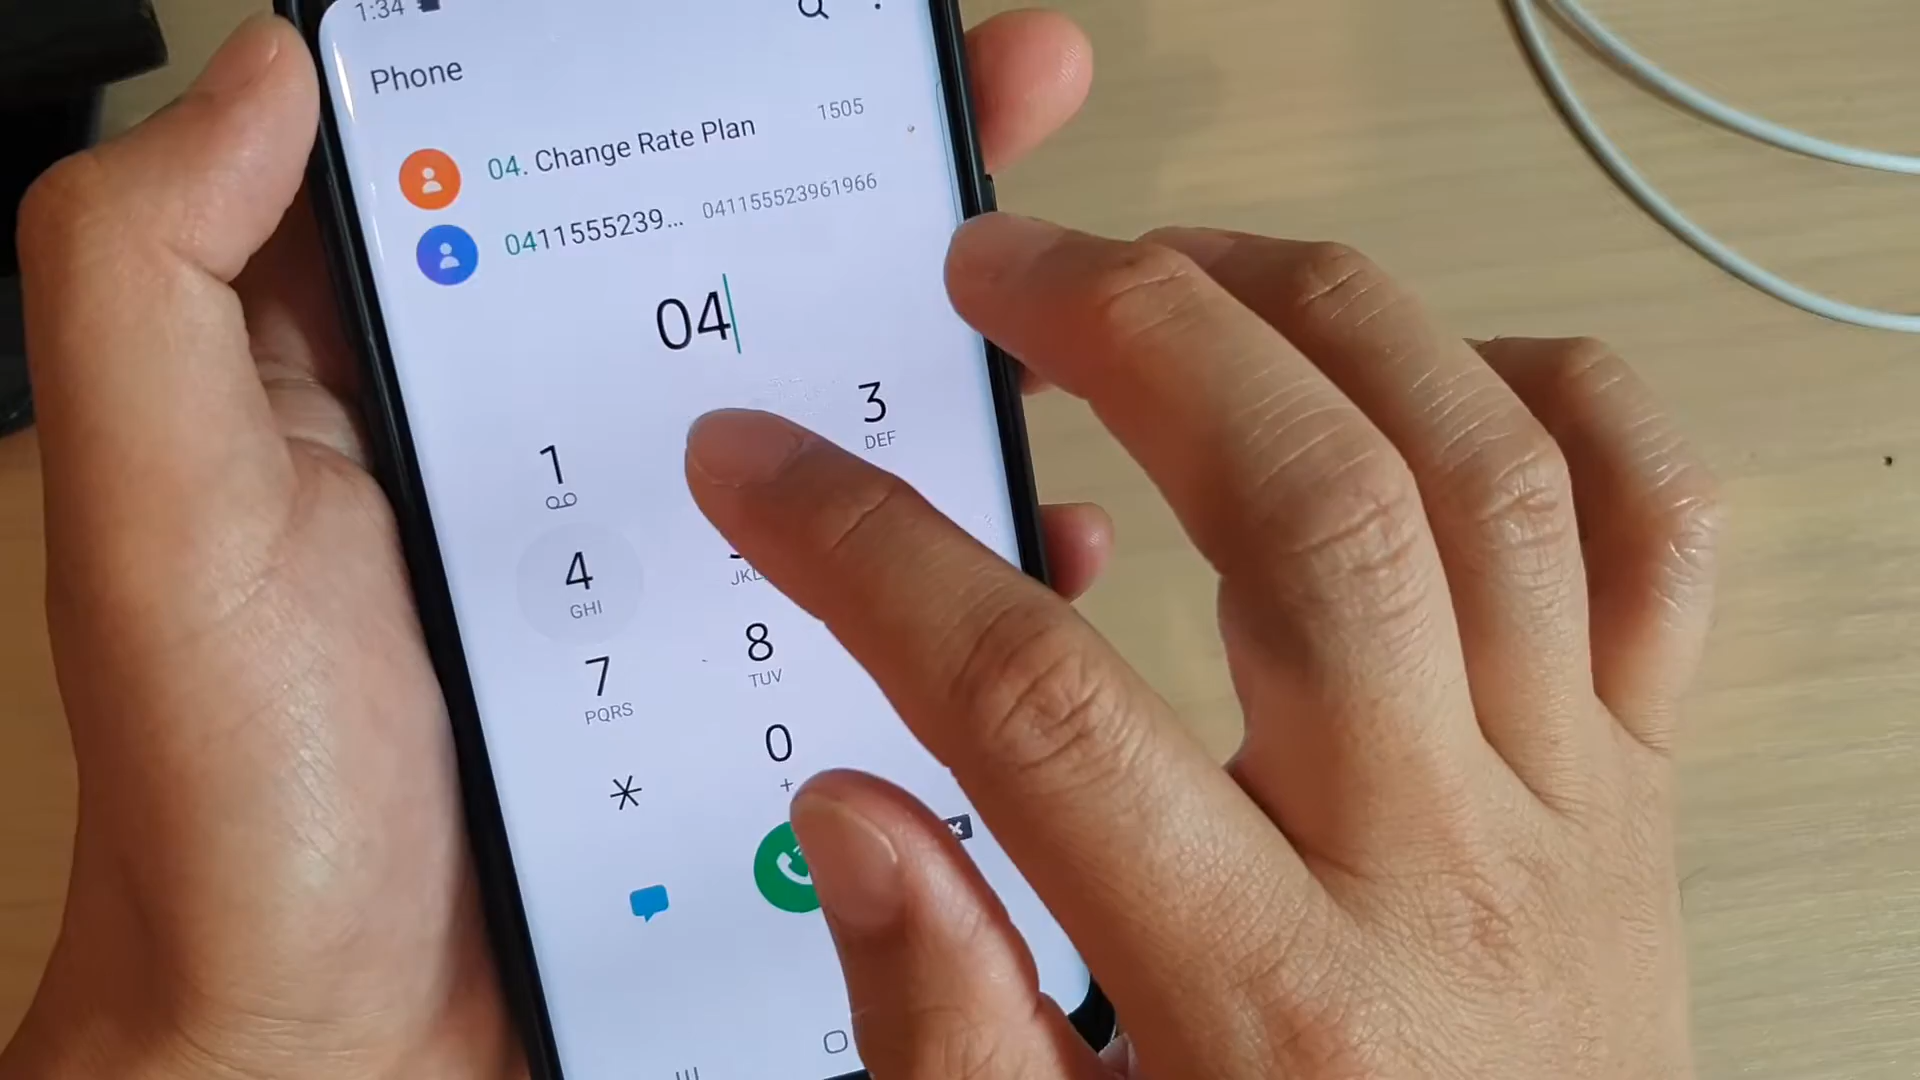 1:34
Phone
04. Change Rate Plan 1505
0411555239... 0411555523961966
04
1
3
DEF
4
GHI
JKL
7
PQRS
8
TUV
0
+
*